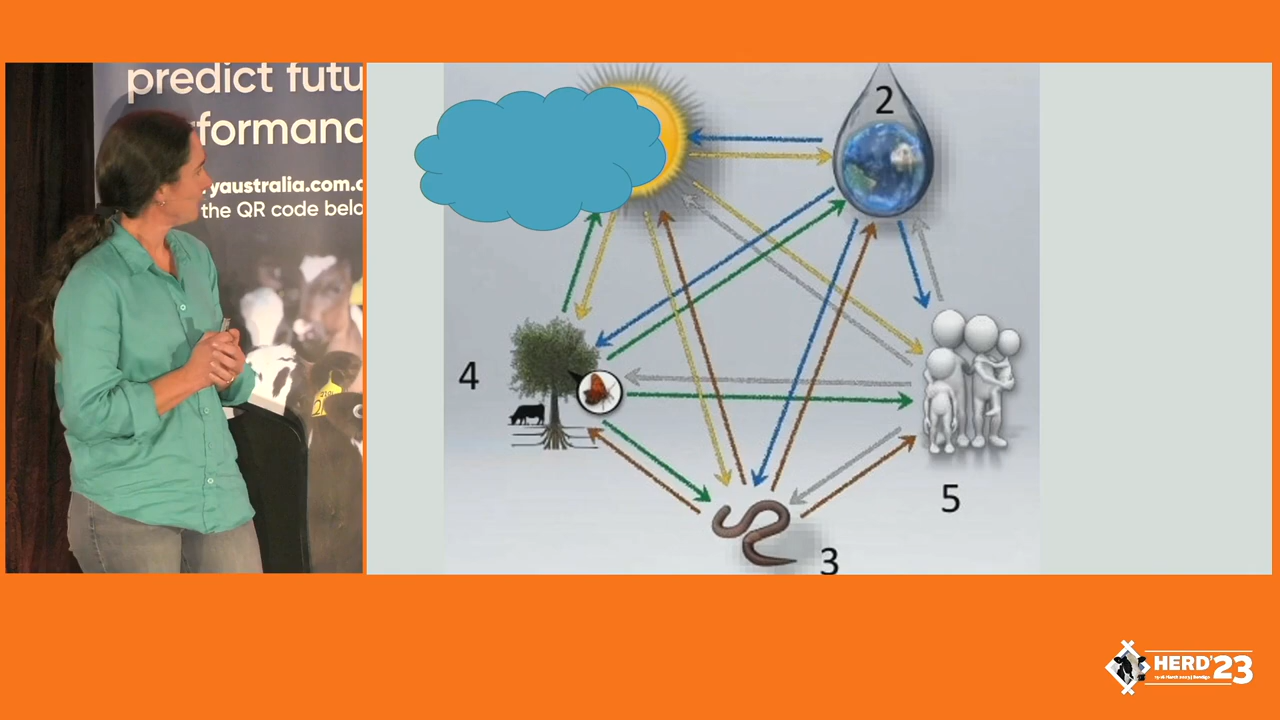 predict futu
formanc
yaustralia.com.
the QR code belo
2
4
5
3
HERD'23